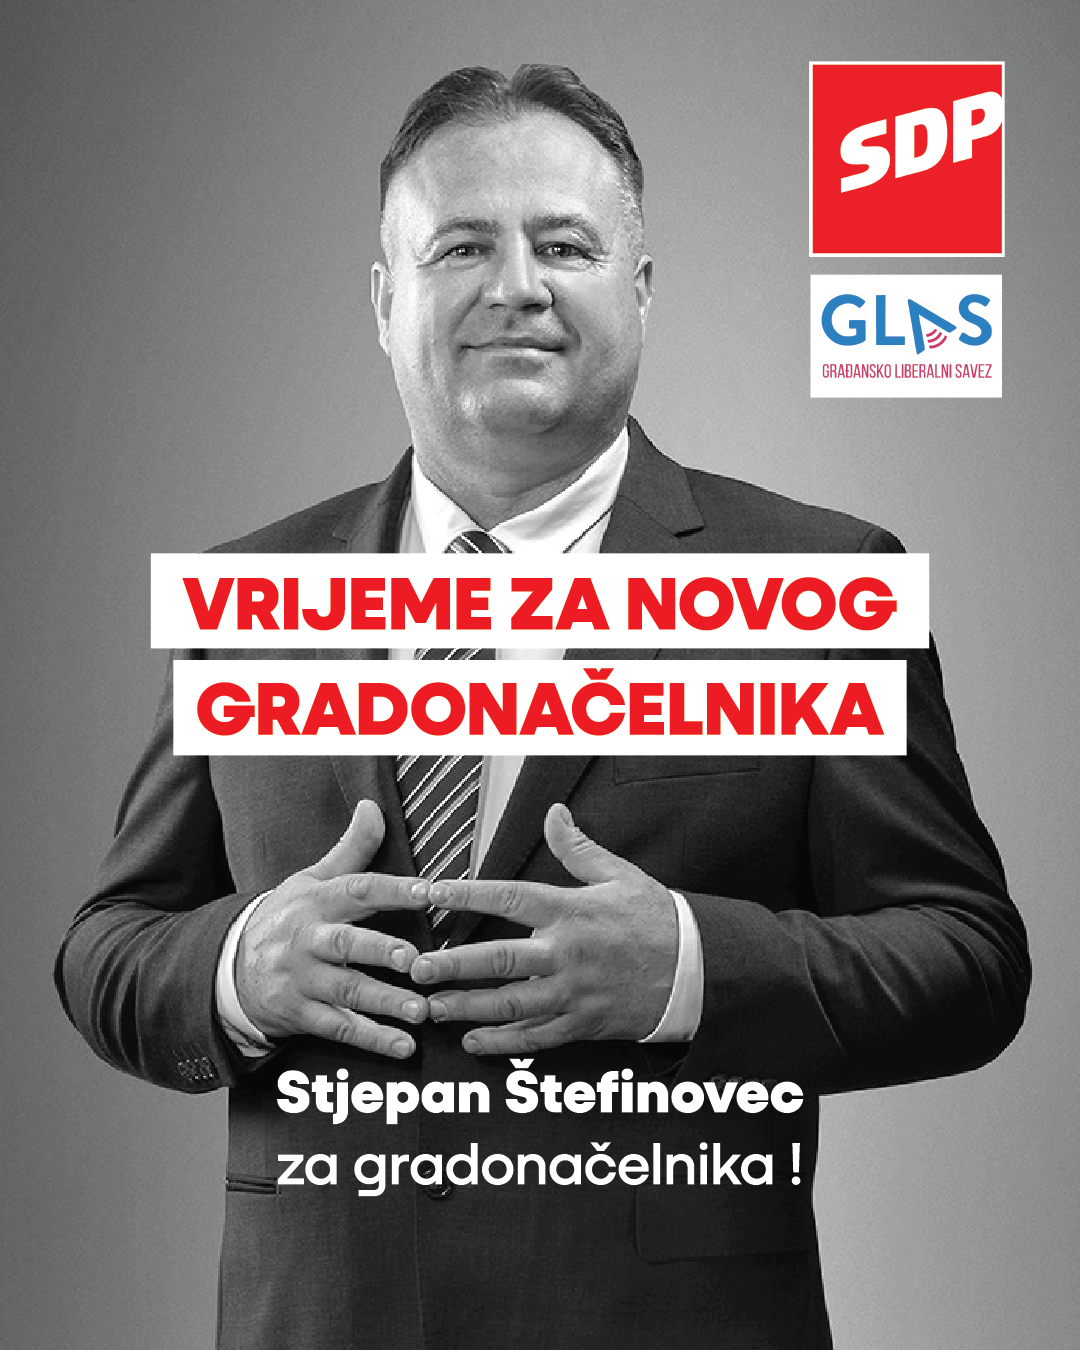 SDP
GLAS
GRAĐANSKO LIBERALNI SAVEZ
VRIJEME ZA NOVOG
GRADONAČELNIKA
Stjepan Štefinovec
za gradonačelnika !